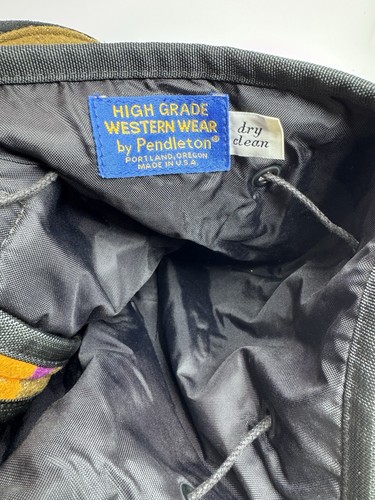 HIGH GRADE
WESTERN WEAR
by Pendleton®
PORTLAND, OREGON
MADE IN U.S.A.
dry
clean